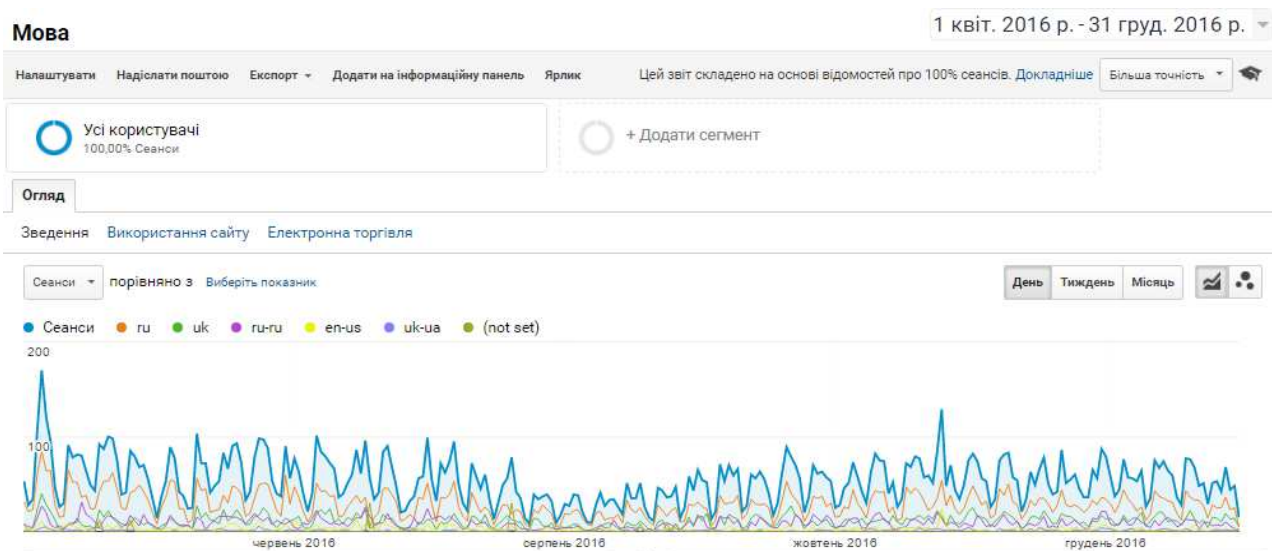 Мова
1 квіт. 2016 р. - 31 груд. 2016 р.
Налаштувати Надіслати поштою Експорт Додати на інформаційну панель Ярлик Цей звіт складено на основі відомостей про 100% сеансів. Докладніше Більша точність
Усі користувачі
100,00% Сеанси
+ Додати сегмент
Огляд
Зведення Використання сайту Електронна торгівля
Сеанси порівняно з Виберіть показник День Тиждень Місяць
Сеанси ru uk ru-ru en-us uk-ua (not set)
200
100
червень 2016 серпень 2016 жовтень 2016 грудень 2016